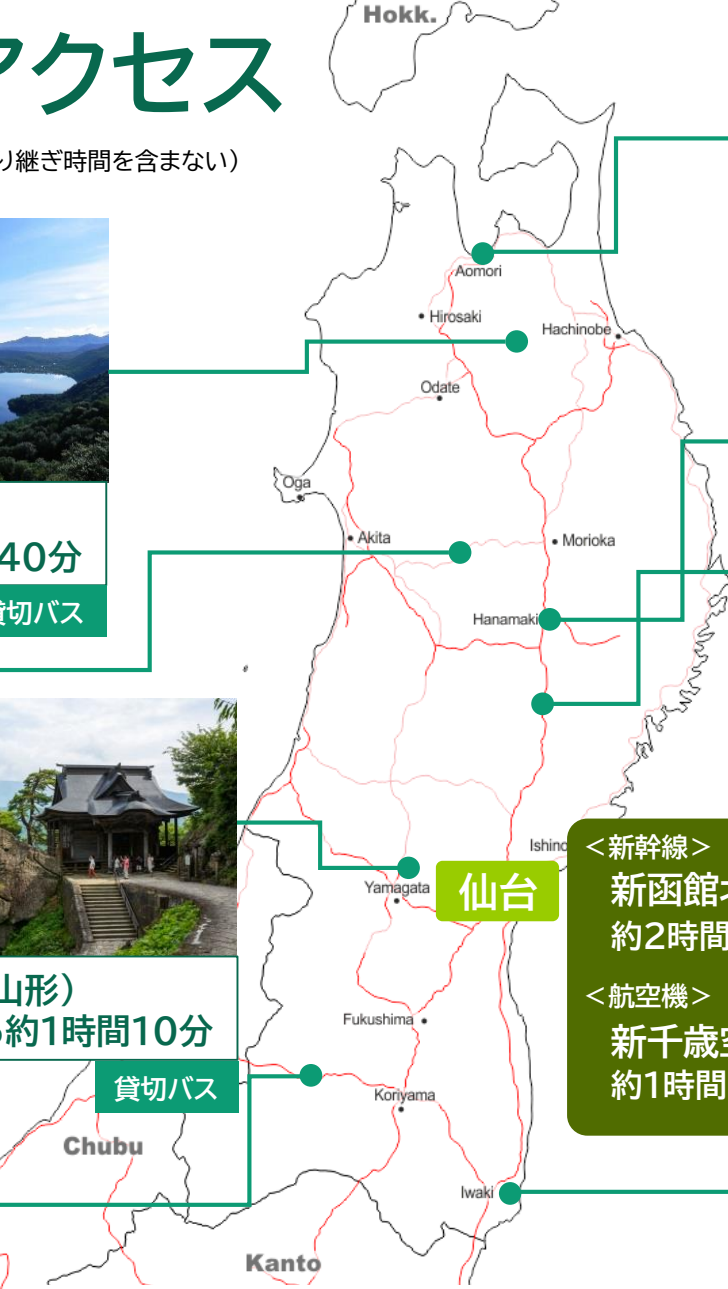 Hokk.
アクセス
り継ぎ時間を含まない）
Aomori
Hirosaki
Hachinobe
Odate
Oga
40分
Akita
Morioka
貸切バス
Hanamaki
Ishino
＜新幹線＞
新函館
約2時間
Yamagata
仙台
山形）
約1時間10分
＜航空機＞
新千歳空
約1時間
Fukushima
貸切バス
Koriyama
Chubu
Iwaki
Kanto